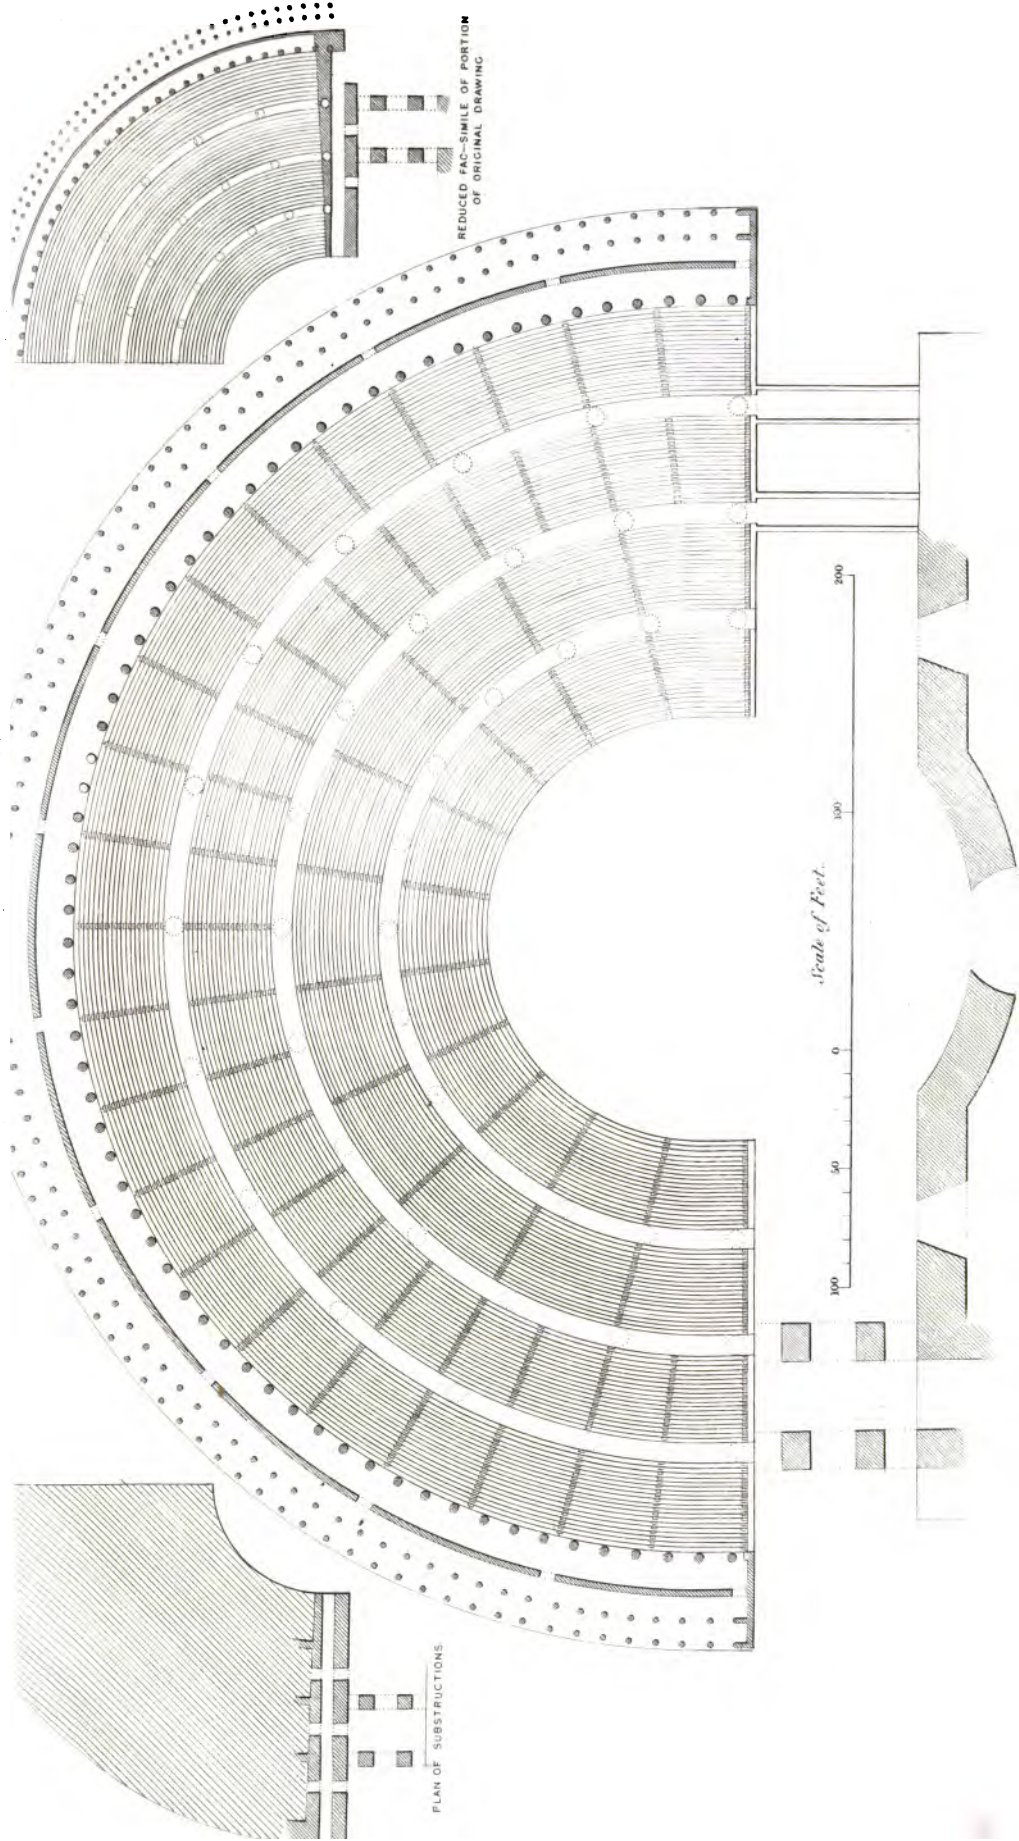 REDUCED FAC-SIMILE OF PORTION
OF ORIGINAL DRAWING
Scale of Feet.
100
50
0
100
200
PLAN OF SUBSTRUCTIONS